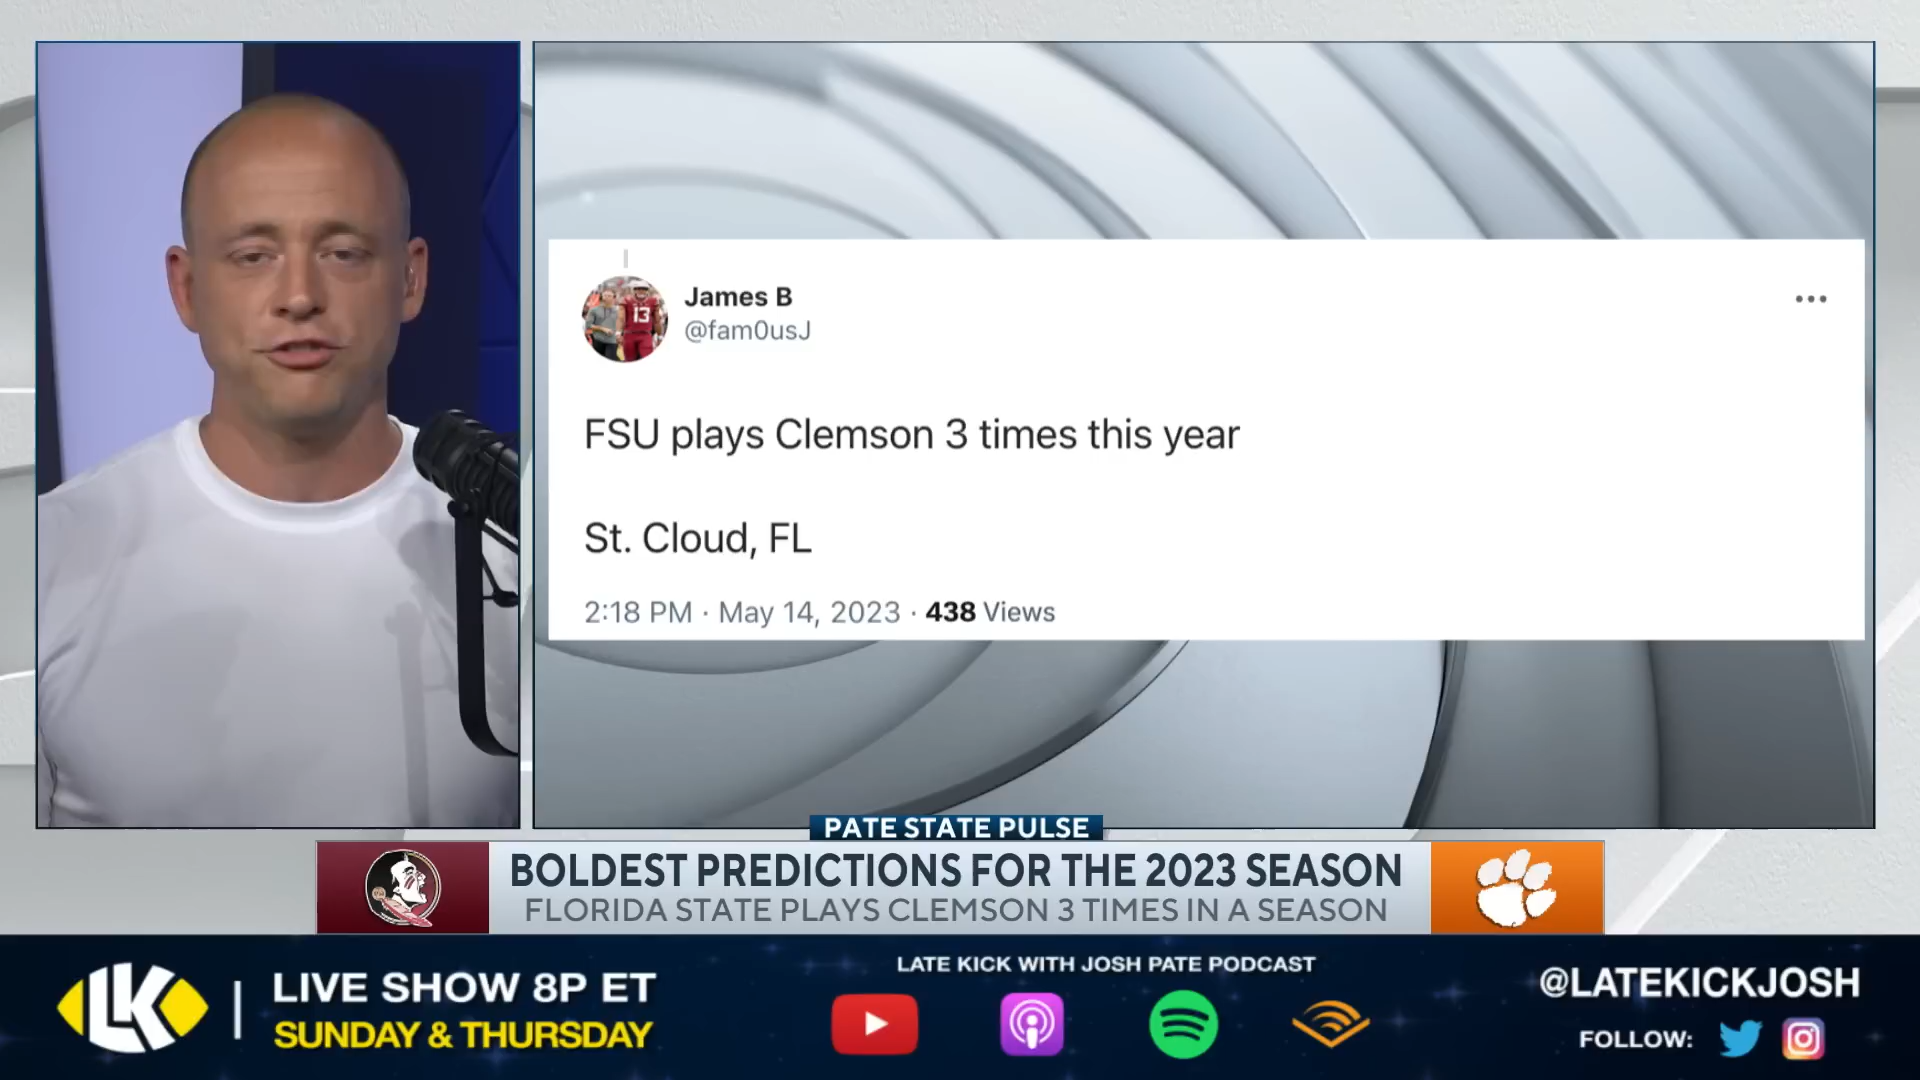 13
James B
@fam0usJ
FSU plays Clemson 3 times this year
St. Cloud, FL
2:18 PM · May 14, 2023 · 438 Views
PATE STATE PULSE
BOLDEST PREDICTIONS FOR THE 2023 SEASON
FLORIDA STATE PLAYS CLEMSON 3 TIMES IN A SEASON
LK
LIVE SHOW 8P ET
SUNDAY & THURSDAY
LATE KICK WITH JOSH PATE PODCAST
@LATEKICKJOSH
FOLLOW: